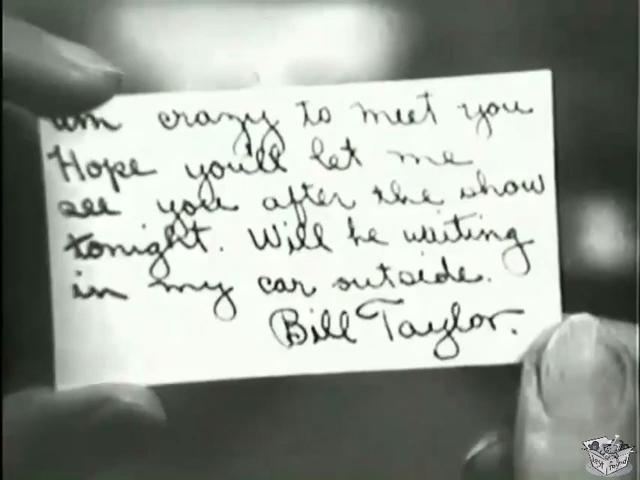 am crazy to meet you
Hope you'll let me
see you after the show
tonight. Will be waiting
in my car outside.
Bill Taylor.